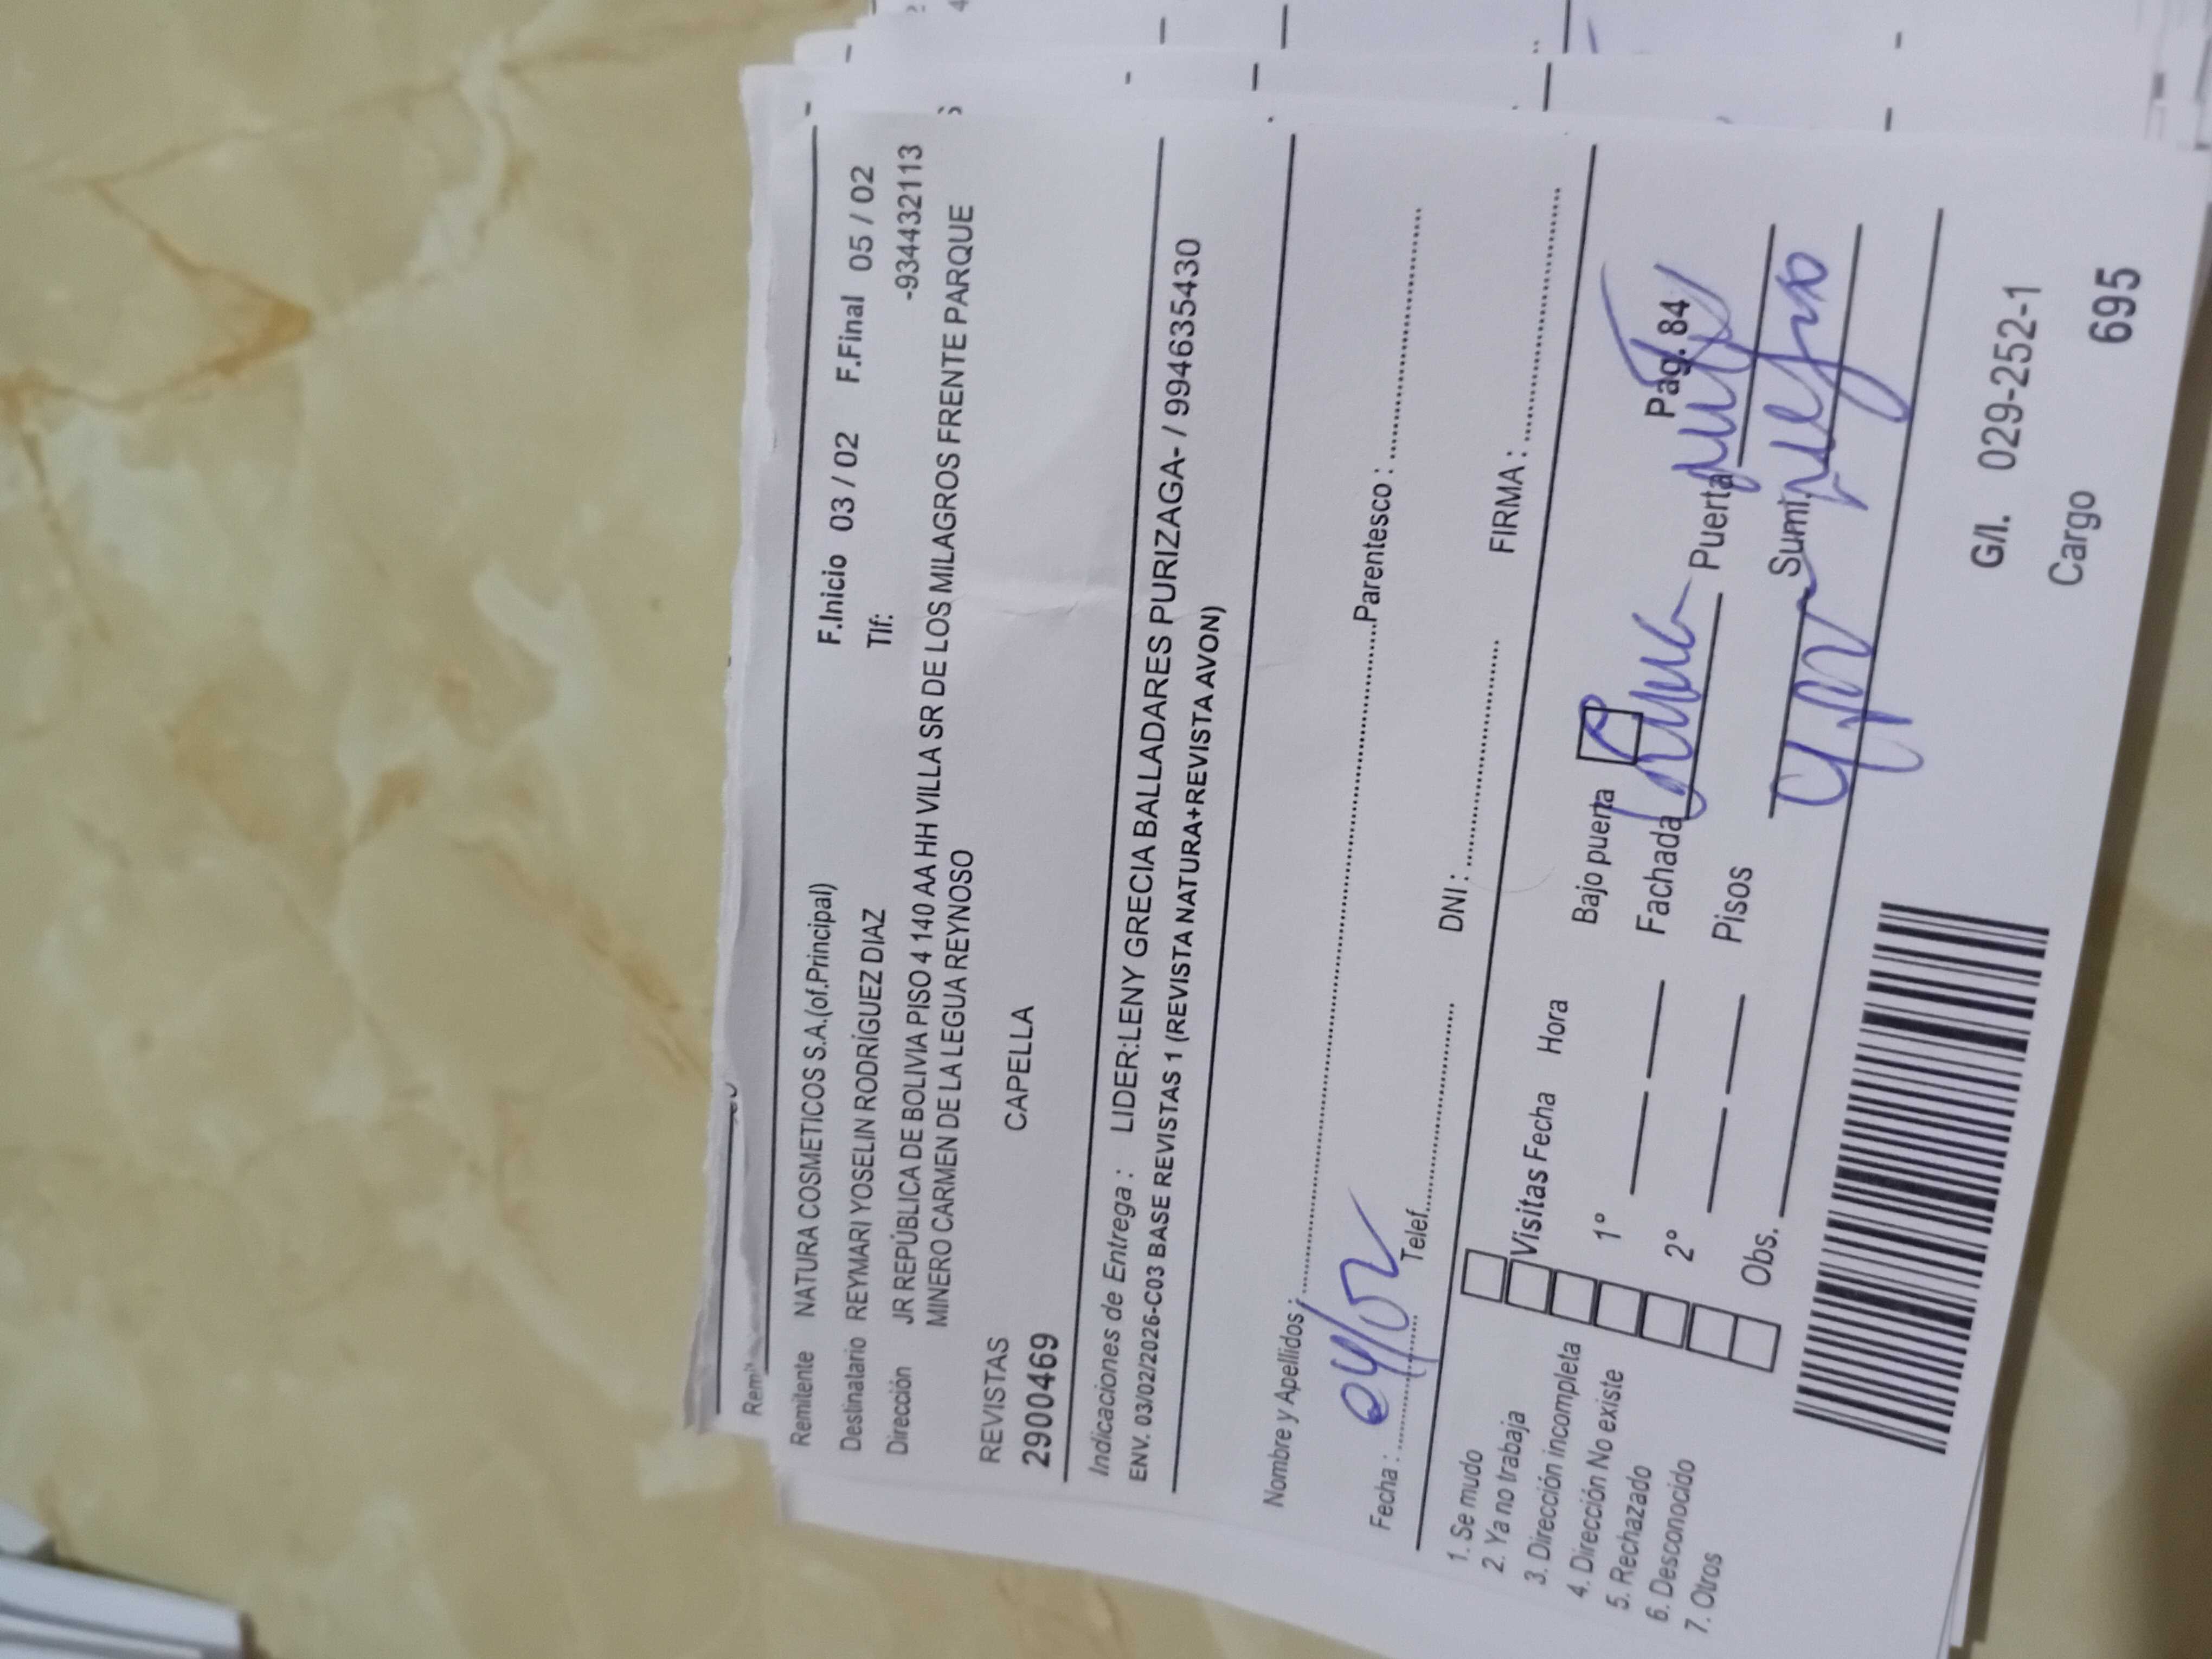 Remit
Remitente NATURA COSMETICOS S.A.(of.Principal) F.Inicio 03 / 02 F.Final 05 / 02
Destinatario REYMARI YOSELIN RODRÍGUEZ DIAZ Tlf: -934432113
Dirección JR REPÚBLICA DE BOLIVIA PISO 4 140 AA HH VILLA SR DE LOS MILAGROS FRENTE PARQUE
MINERO CARMEN DE LA LEGUA REYNOSO
REVISTAS
2900469 CAPELLA
Indicaciones de Entrega : LIDER:LENY GRECIA BALLADARES PURIZAGA- / 994635430
ENV. 03/02/2026-C03 BASE REVISTAS 1 (REVISTA NATURA+REVISTA AVON)
Nombre y Apellidos : Parentesco :
Fecha : 04/02 Telef. DNI : FIRMA :
1. Se mudo
2. Ya no trabaja
3. Dirección incompleta
4. Dirección No existe
5. Rechazado
6. Desconocido
7. Otros
Visitas Fecha Hora
1°
2°
Obs.
Bajo puerta Pag. 84
Fachada Puerta
Pisos Sumi.
G/I. 029-252-1
Cargo 695